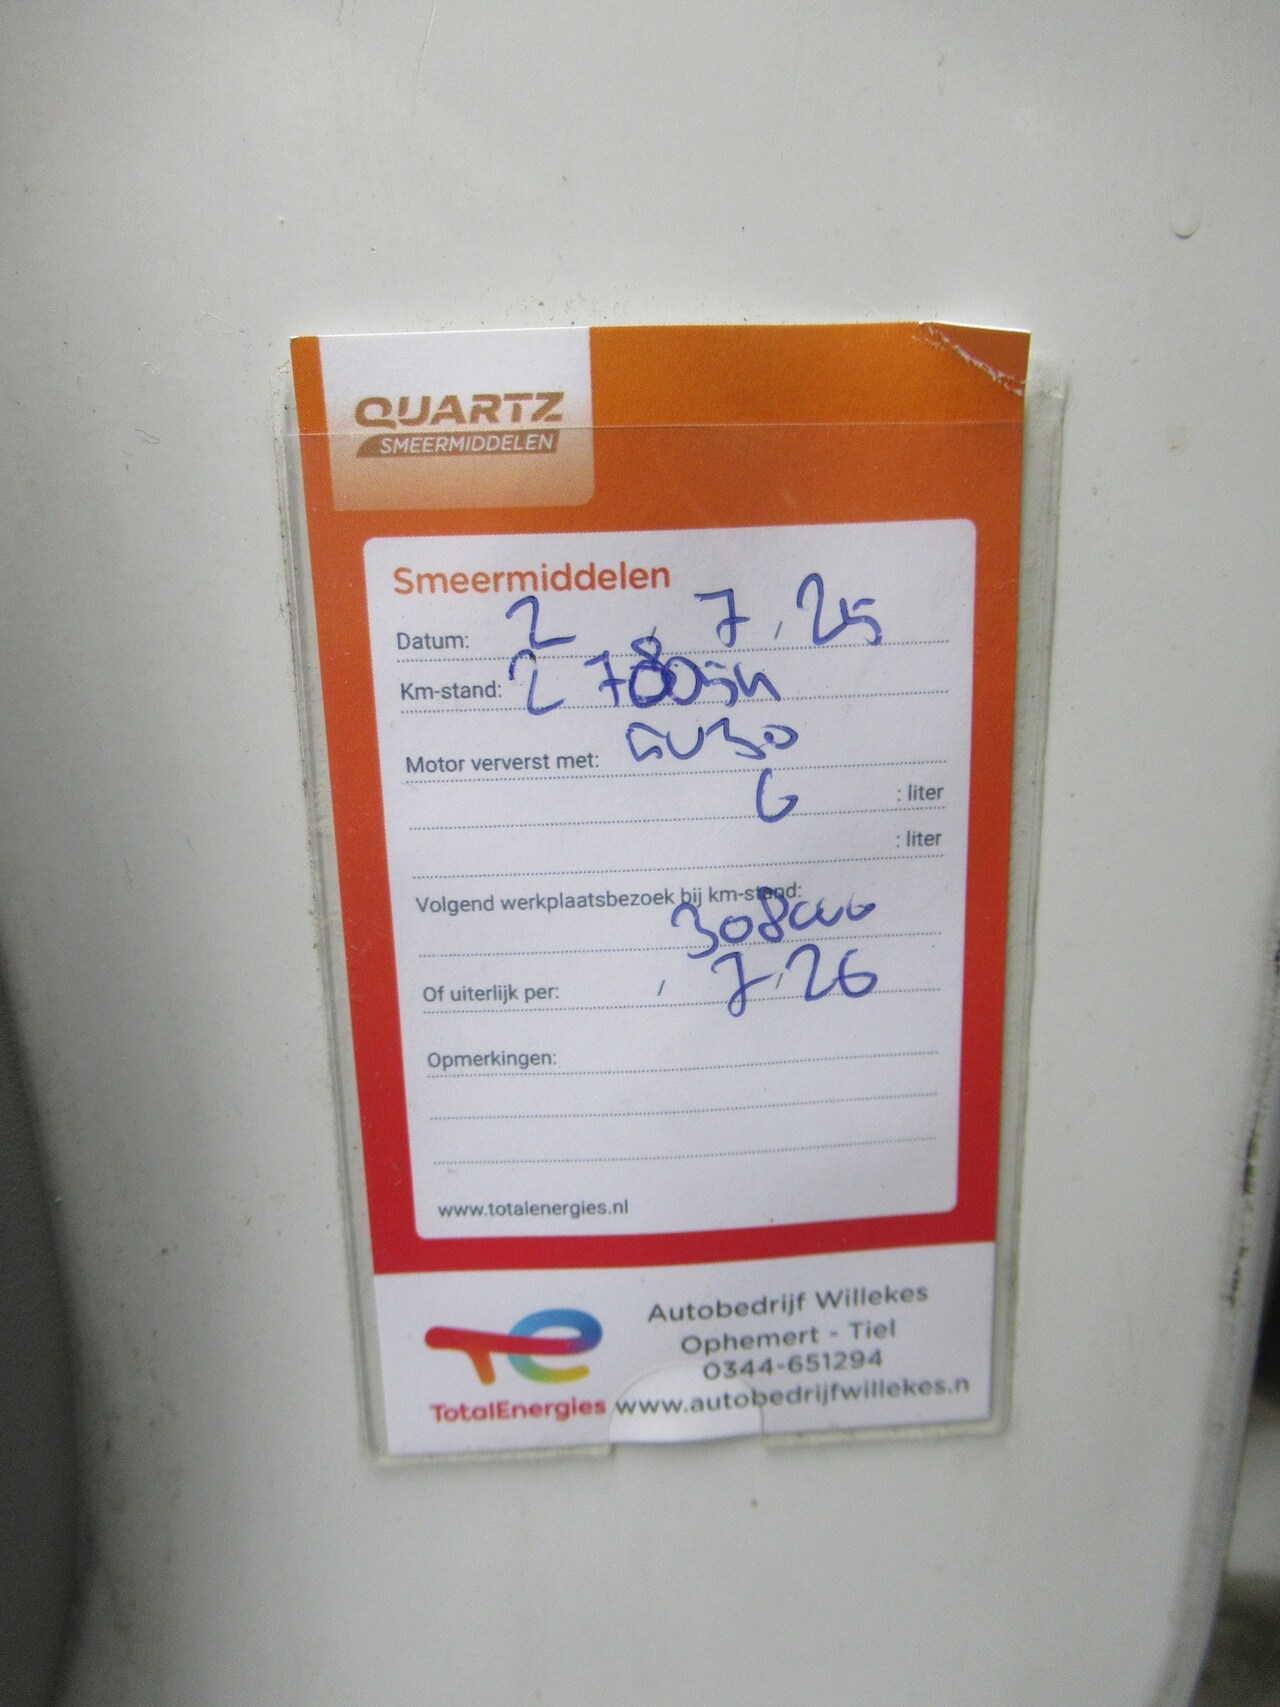 QUARTZ
SMEERMIDDELEN
Smeermiddelen
Datum: 2 / 7 / 25
Km-stand: 278054
Motor ververst met: 5W30
6 : liter
: liter
Volgend werkplaatsbezoek bij km-stand:
308000
Of uiterlijk per: / 7 / 26
Opmerkingen:
www.totalenergies.nl
Autobedrijf Willekes
Ophemert - Tiel
0344-651294
TotalEnergies www.autobedrijfwillekes.n